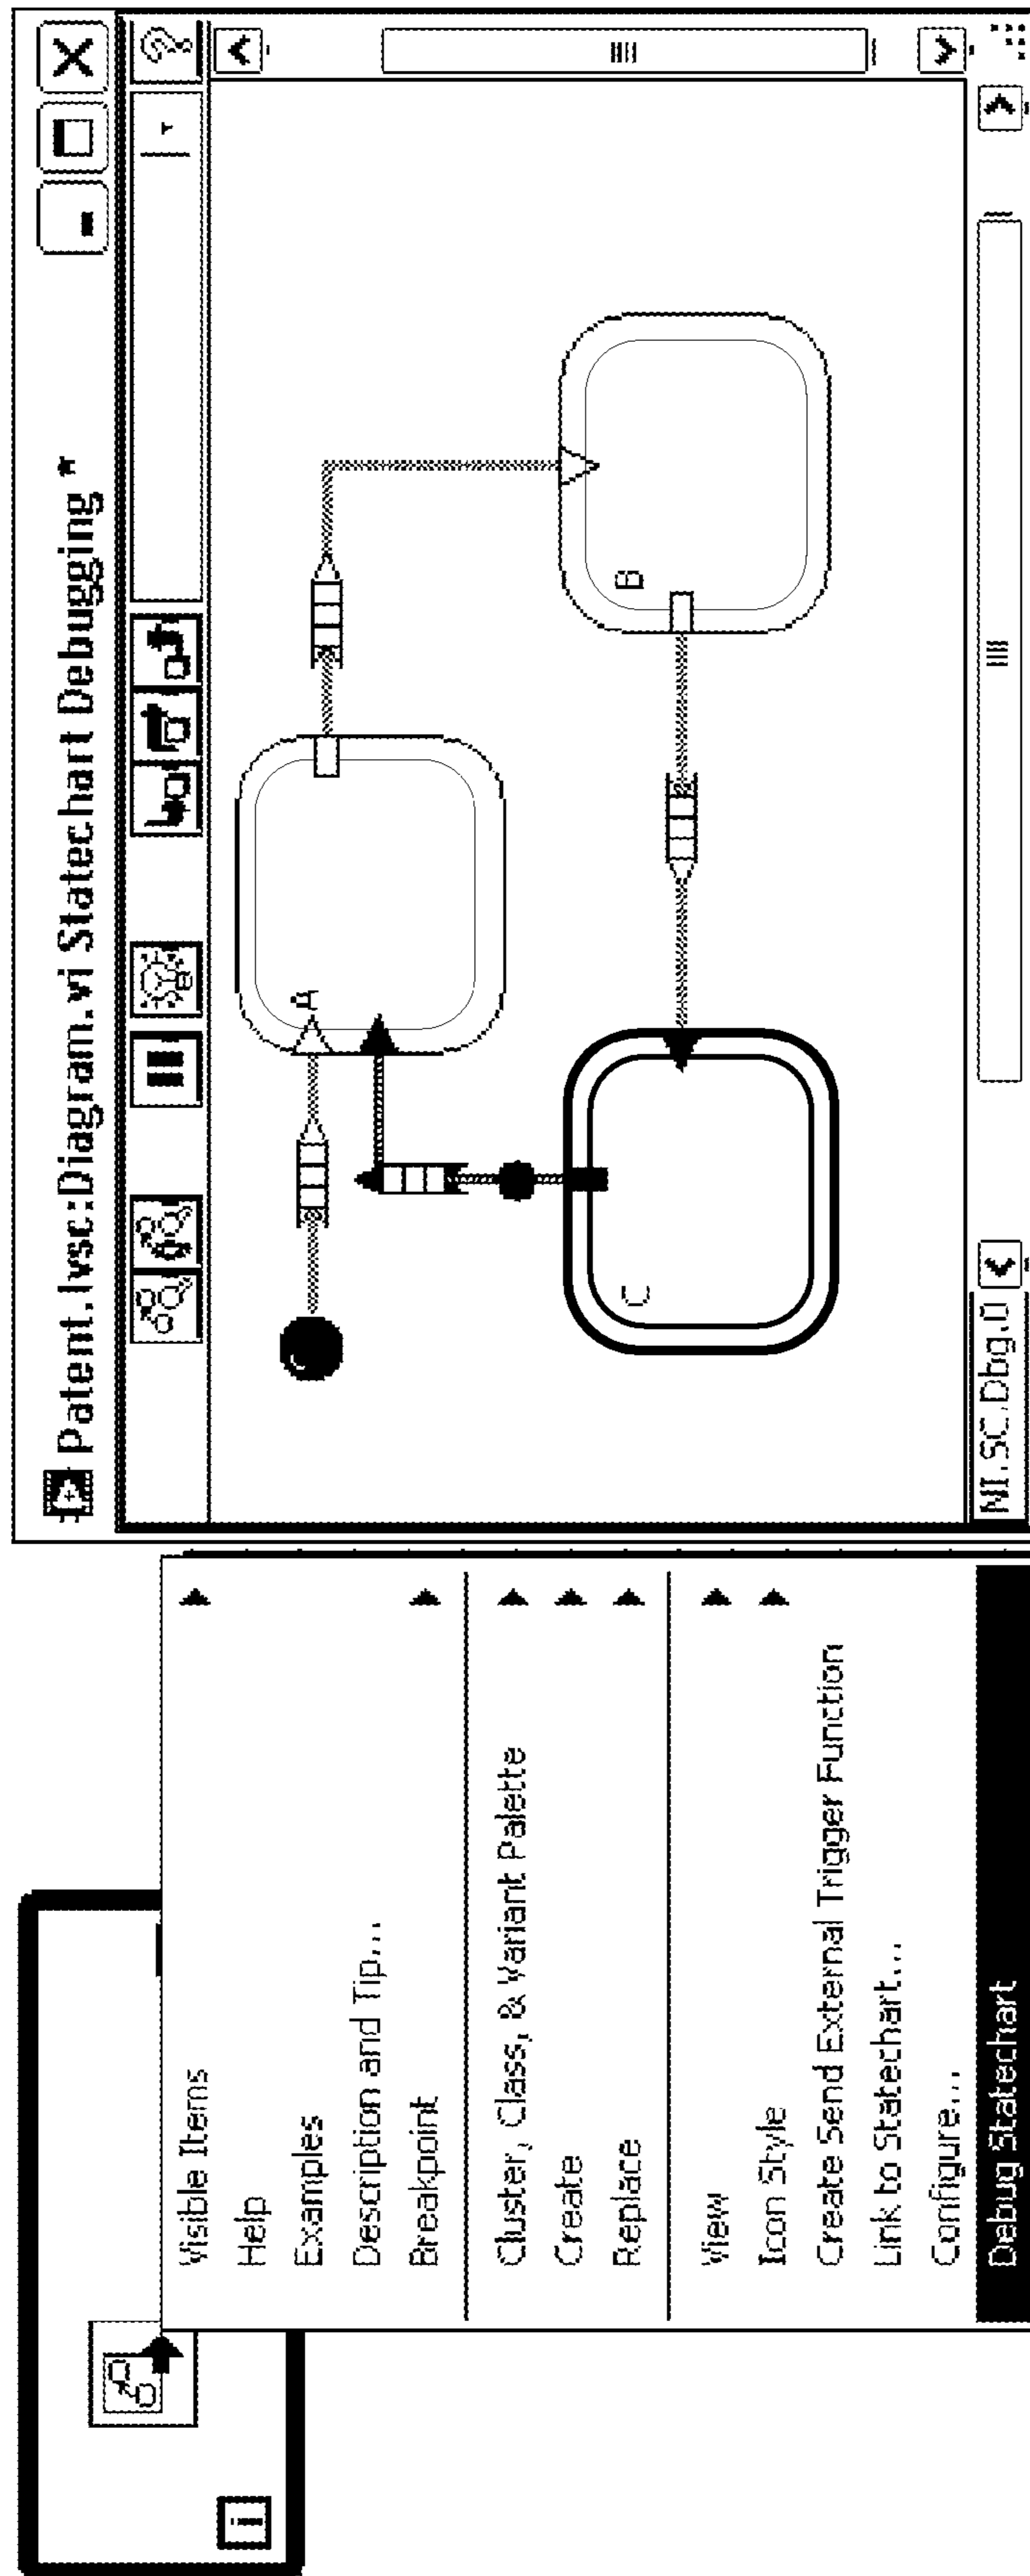 i
Visible Items
Help
Examples
Description and Tip...
Breakpoint
Cluster, Class, & Variant Palette
Create
Replace
View
Icon Style
Create Send External Trigger Function
Link to Statechart...
Configure...
Debug Statechart
Patent.lvsc:Diagram.vi Statechart Debugging *
?
A
B
C
NI.SC.Dbg.0